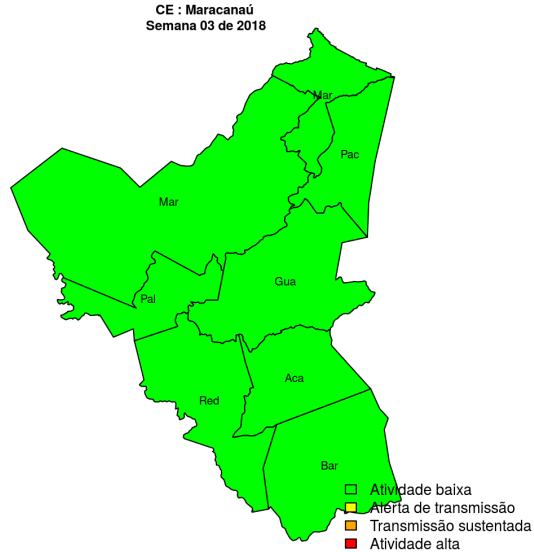 CE : Maracanaú
Semana 03 de 2018
Mar
Pac
Mar
Gua
Pal
Aca
Red
Bar
Atividade baixa
Alerta de transmissão
Transmissão sustentada
Atividade alta